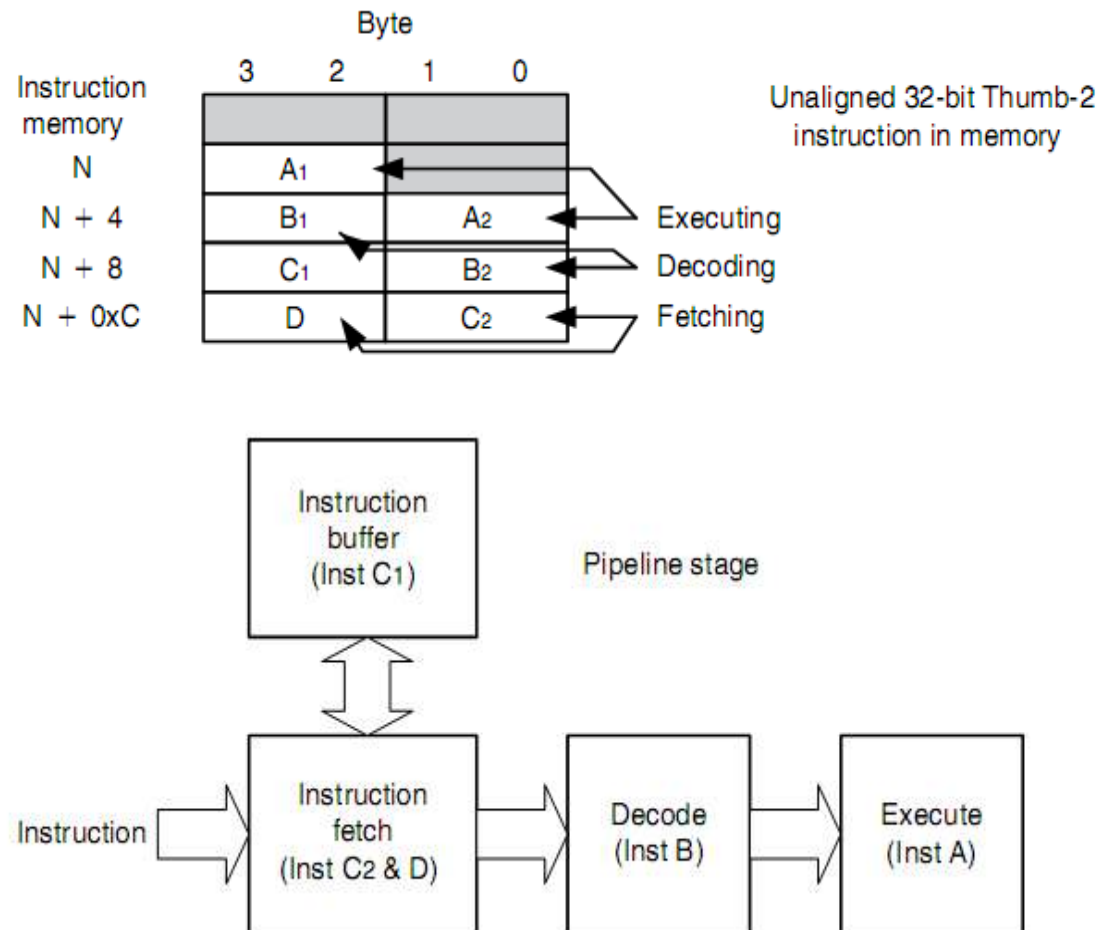 Byte
3 2 1 0
Instruction
memory
Unaligned 32-bit Thumb-2
instruction in memory
N A1
N + 4 B1 A2 Executing
N + 8 C1 B2 Decoding
N + 0xC D C2 Fetching
Instruction
buffer
(Inst C1)
Pipeline stage
Instruction
Instruction
fetch
(Inst C2 & D)
Decode
(Inst B)
Execute
(Inst A)